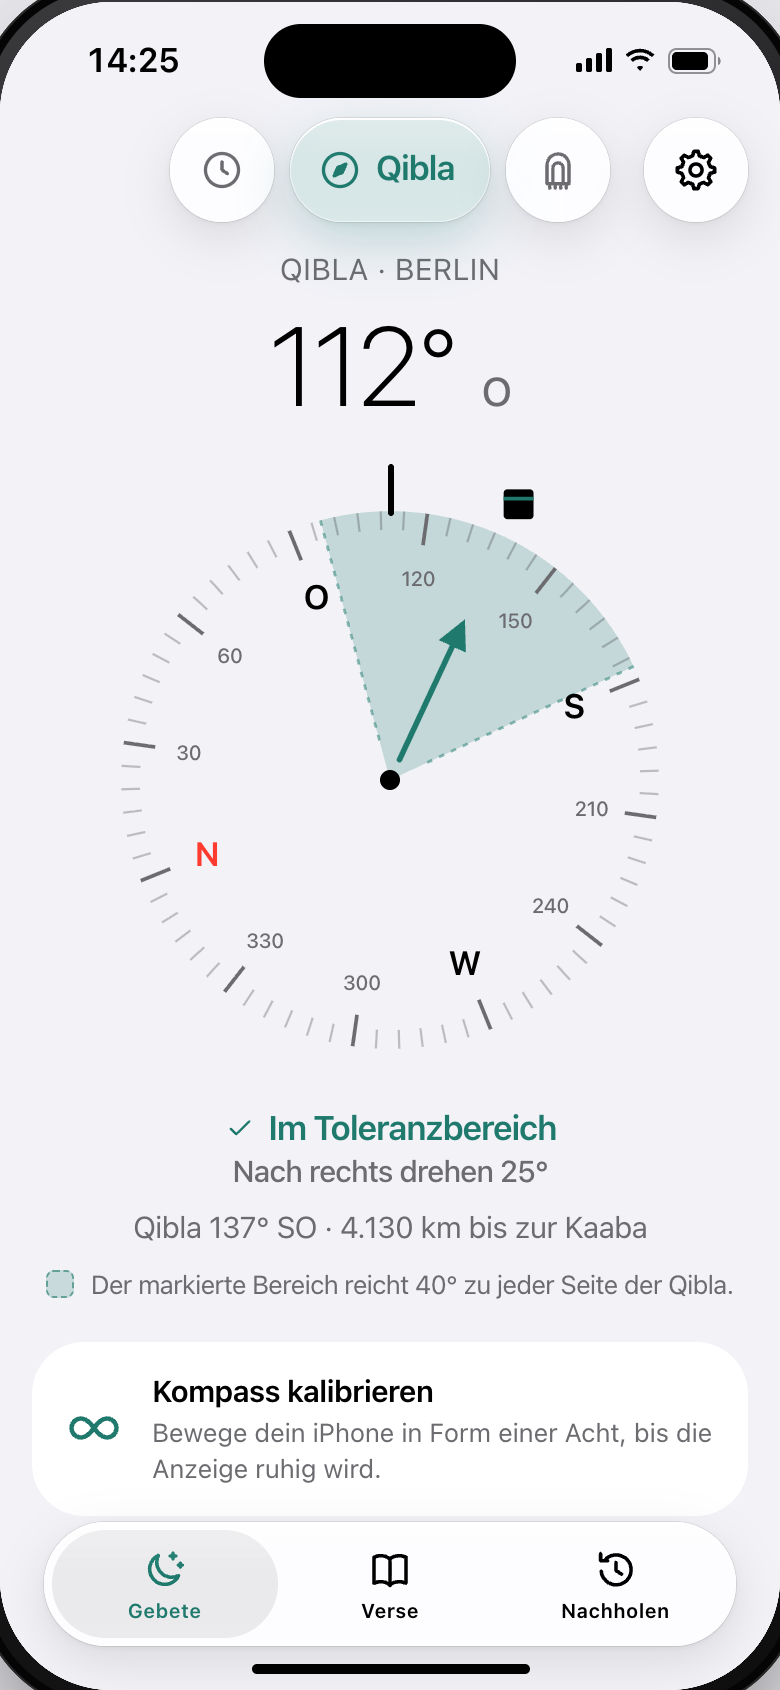 14:25
Qibla
QIBLA · BERLIN
112° O
120
O
150
60
S
30
210
N
240
330
W
300
Im Toleranzbereich
Nach rechts drehen 25°
Qibla 137° SO · 4.130 km bis zur Kaaba
Der markierte Bereich reicht 40° zu jeder Seite der Qibla.
Kompass kalibrieren
Bewege dein iPhone in Form einer Acht, bis die
Anzeige ruhig wird.
Gebete
Verse
Nachholen